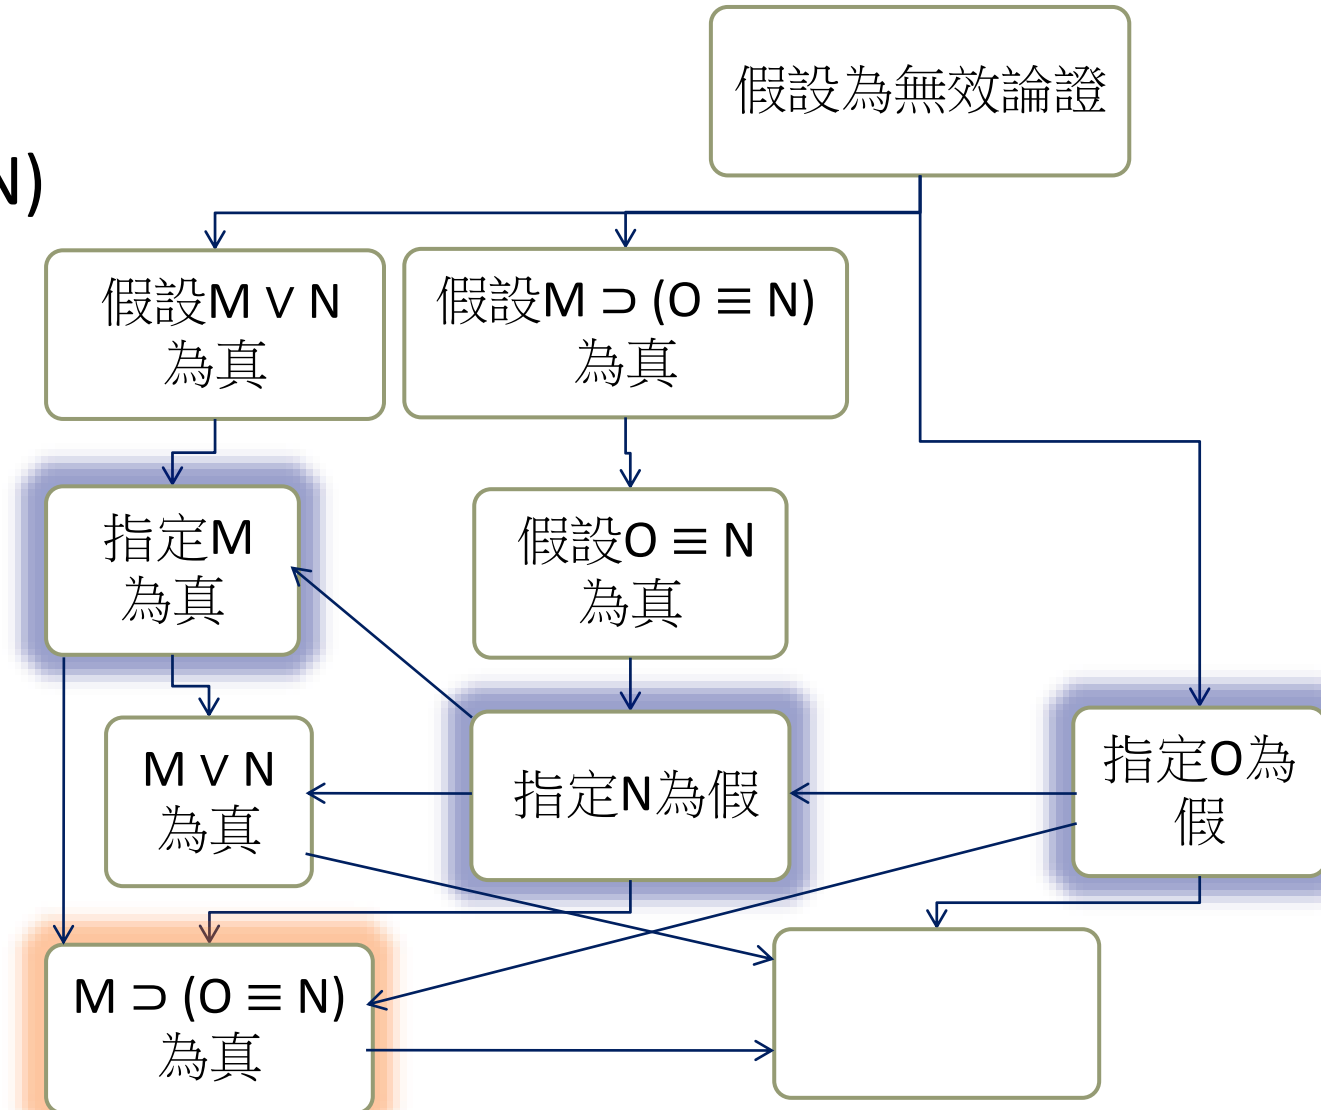 假設為無效論證
N)
假設M ∨ N
為真
假設M ⊃ (O ≡ N)
為真
指定M
為真
假設O ≡ N
為真
M ∨ N
為真
指定N為假
指定O為
假
M ⊃ (O ≡ N)
為真